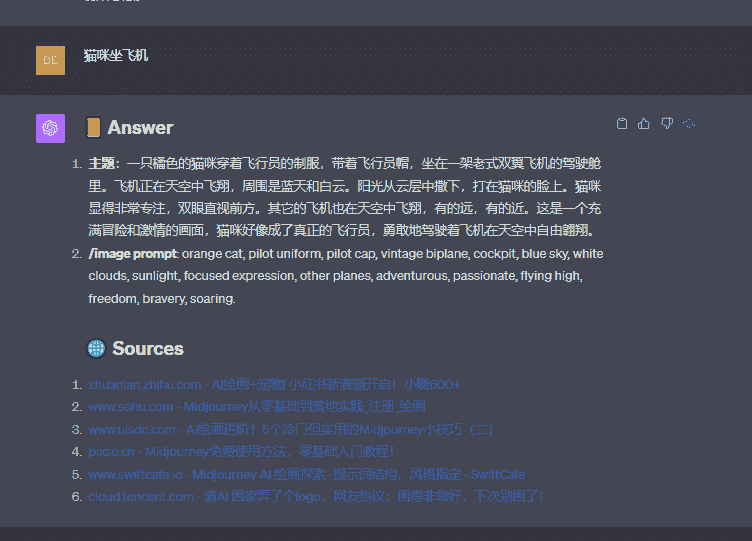 DE
猫咪坐飞机
Answer
1. 主题：一只橘色的猫咪穿着飞行员的制服，带着飞行员帽，坐在一架老式双翼飞机的驾驶舱
里。飞机正在天空中飞翔，周围是蓝天和白云。阳光从云层中撒下，打在猫咪的脸上。猫咪
显得非常专注，双眼直视前方。其它的飞机也在天空中飞翔，有的远，有的近。这是一个充
满冒险和激情的画面，猫咪好像成了真正的飞行员，勇敢地驾驶着飞机在天空中自由翱翔。
2. /image prompt: orange cat, pilot uniform, pilot cap, vintage biplane, cockpit, blue sky, white
clouds, sunlight, focused expression, other planes, adventurous, passionate, flying high,
freedom, bravery, soaring.
Sources
1. zhuanlan.zhihu.com - AI绘画+宠物| 小红书新赛道开启！小赚600+
2. www.sohu.com - Midjourney从零基础到落地实践_注册_绘画
3. www.uisdc.com - AI绘画进阶！5个冷门但实用的Midjourney小技巧（二）
4. pixso.cn - Midjourney免费使用方法，零基础入门教程！
5. www.swiftcafe.io - Midjourney AI 绘画探索- 提示词结构，风格指定 - SwiftCafe
6. cloud.tencent.com - 请AI 画家弄了个logo，网友热议：画得非常好，下次别画了！